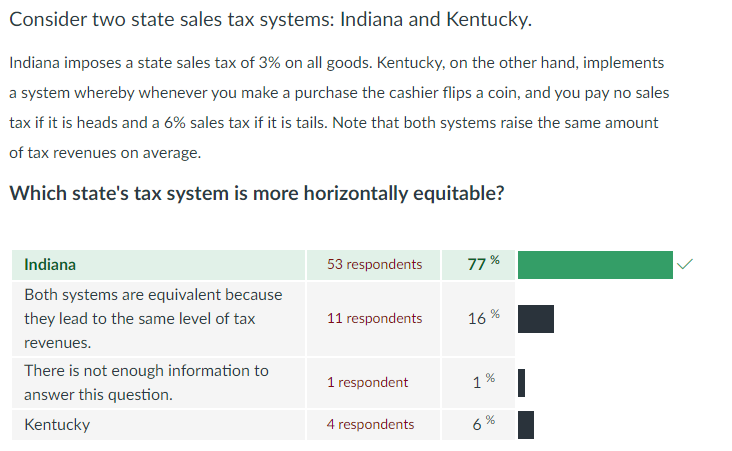 Consider two state sales tax systems: Indiana and Kentucky.
Indiana imposes a state sales tax of 3% on all goods. Kentucky, on the other hand, implements
a system whereby whenever you make a purchase the cashier flips a coin, and you pay no sales
tax if it is heads and a 6% sales tax if it is tails. Note that both systems raise the same amount
of tax revenues on average.
Which state's tax system is more horizontally equitable?
Indiana 53 respondents 77 %
Both systems are equivalent because
they lead to the same level of tax 11 respondents 16 %
revenues.
There is not enough information to
answer this question. 1 respondent 1 %
Kentucky 4 respondents 6 %